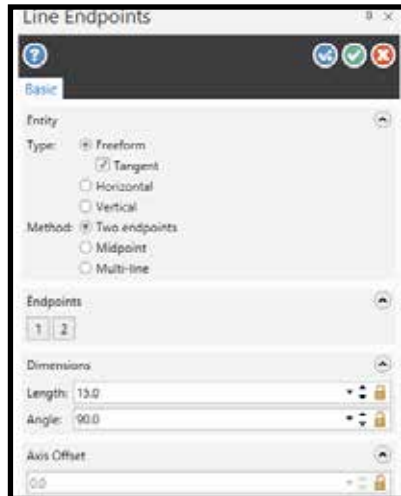 Line Endpoints
Basic
Entity
Type: Freeform
Tangent
Horizontal
Vertical
Method: Two endpoints
Midpoint
Multi-line
Endpoints
1 2
Dimensions
Length: 15.0
Angle: 90.0
Axis Offset
0.0